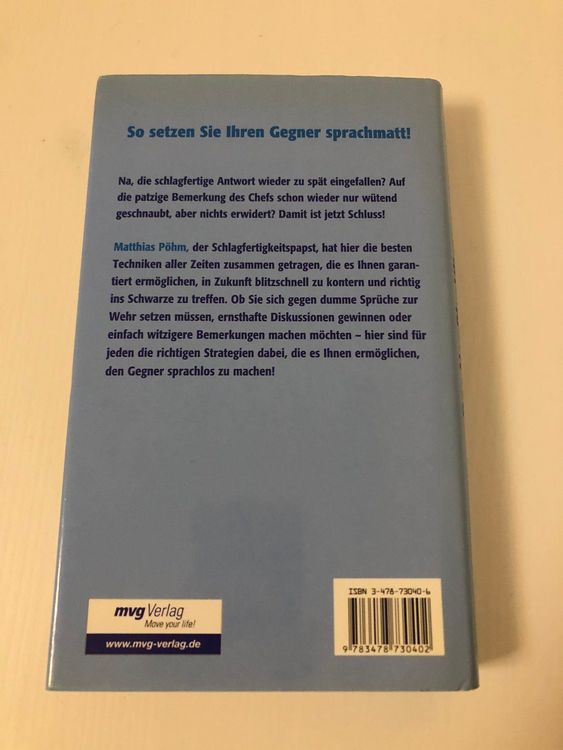 So setzen Sie Ihren Gegner sprachmatt!
Na, die schlagfertige Antwort wieder zu spät eingefallen? Auf
die patzige Bemerkung des Chefs schon wieder nur wütend
geschnaubt, aber nichts erwidert? Damit ist jetzt Schluss!
Matthias Pöhm, der Schlagfertigkeitspapst, hat hier die besten
Techniken aller Zeiten zusammen getragen, die es Ihnen garan-
tiert ermöglichen, in Zukunft blitzschnell zu kontern und richtig
ins Schwarze zu treffen. Ob Sie sich gegen dumme Sprüche zur
Wehr setzen müssen, ernsthafte Diskussionen gewinnen oder
einfach witzigere Bemerkungen machen möchten – hier sind für
jeden die richtigen Strategien dabei, die es Ihnen ermöglichen,
den Gegner sprachlos zu machen!
mvg Verlag
Move your life!
www.mvg-verlag.de
ISBN 3-478-73040-6
9 783478 730402